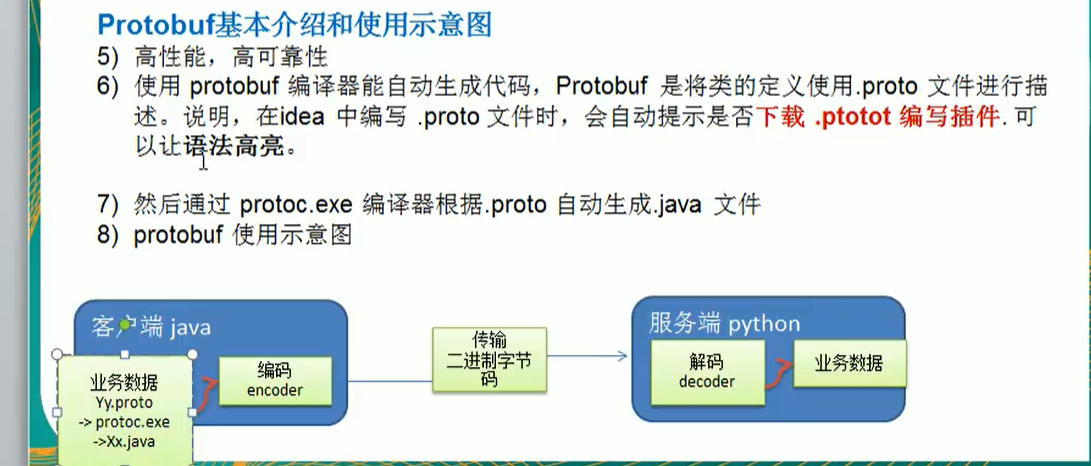 Protobuf基本介绍和使用示意图
5) 高性能，高可靠性
6) 使用 protobuf 编译器能自动生成代码，Protobuf 是将类的定义使用.proto 文件进行描
述。说明，在idea 中编写 .proto 文件时，会自动提示是否下载 .ptotot 编写插件. 可
以让语法高亮。
7) 然后通过 protoc.exe 编译器根据.proto 自动生成.java 文件
8) protobuf 使用示意图
客户端 java
业务数据
Yy.proto
-> protoc.exe
->Xx.java
编码
encoder
传输
二进制字节
码
服务端 python
解码
decoder
业务数据